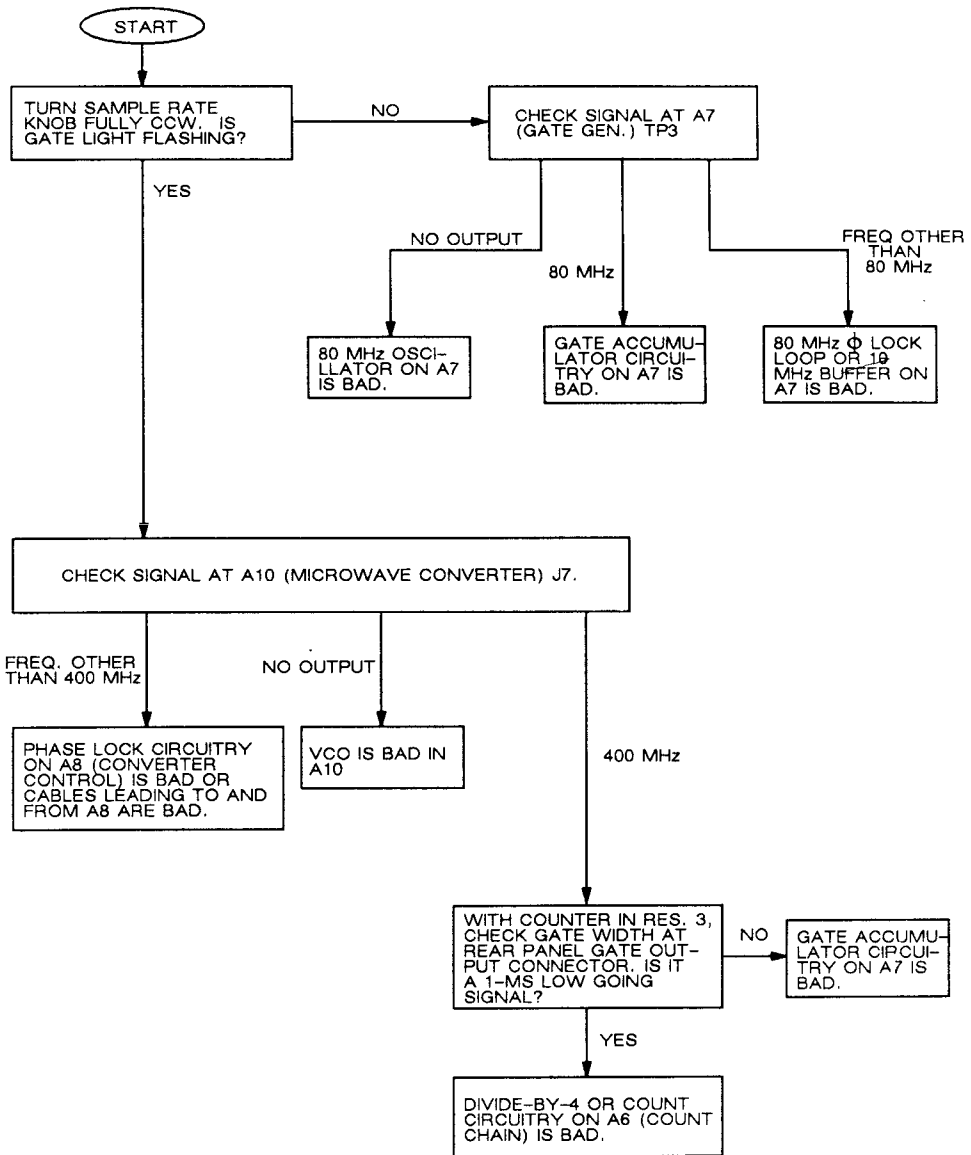 START
TURN SAMPLE RATE
KNOB FULLY CCW. IS
GATE LIGHT FLASHING?
NO
CHECK SIGNAL AT A7
(GATE GEN.) TP3
YES
NO OUTPUT
80 MHz
FREQ OTHER
THAN
80 MHz
80 MHz OSCI-
LLATOR ON A7
IS BAD.
GATE ACCUMU-
LATOR CIRCUI-
TRY ON A7 IS
BAD.
80 MHz Φ LOCK
LOOP OR 10
MHz BUFFER ON
A7 IS BAD.
CHECK SIGNAL AT A10 (MICROWAVE CONVERTER) J7.
FREQ. OTHER
THAN 400 MHz
NO OUTPUT
400 MHz
PHASE LOCK CIRCUITRY
ON A8 (CONVERTER
CONTROL) IS BAD OR
CABLES LEADING TO AND
FROM A8 ARE BAD.
VCO IS BAD IN
A10
WITH COUNTER IN RES. 3,
CHECK GATE WIDTH AT
REAR PANEL GATE OUT-
PUT CONNECTOR. IS IT
A 1-MS LOW GOING
SIGNAL?
NO
GATE ACCUMU-
LATOR CIRCUI-
TRY ON A7 IS
BAD.
YES
DIVIDE-BY-4 OR COUNT
CIRCUITRY ON A6 (COUNT
CHAIN) IS BAD.